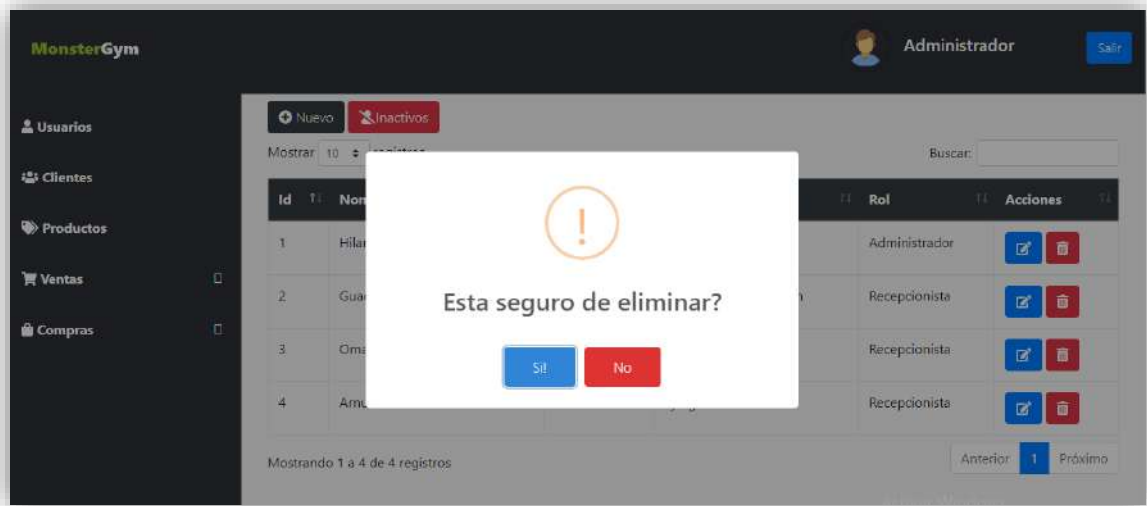 MonsterGym
Administrador
Salir
Usuarios
Clientes
Productos
Ventas
Compras
Nuevo
Inactivos
Mostrar 10 registros
Buscar:
Id Rol Acciones
1 Administrador
2 Recepcionista
3 Recepcionista
4 Recepcionista
Esta seguro de eliminar?
Si!
No
Mostrando 1 a 4 de 4 registros
Anterior 1 Próximo